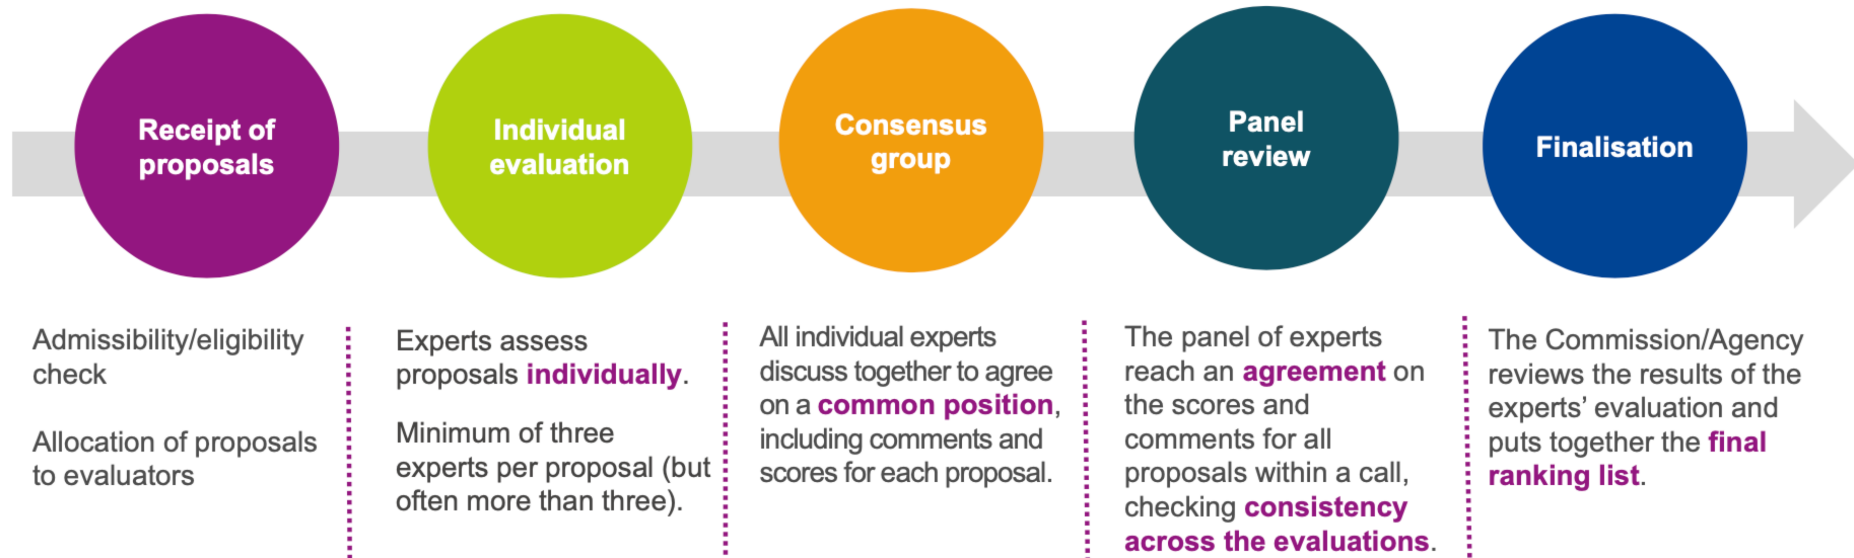 Receipt of
proposals
Individual
evaluation
Consensus
group
Panel
review
Finalisation
Admissibility/eligibility
check
Allocation of proposals
to evaluators
Experts assess
proposals individually.
Minimum of three
experts per proposal (but
often more than three).
All individual experts
discuss together to agree
on a common position,
including comments and
scores for each proposal.
The panel of experts
reach an agreement on
the scores and
comments for all
proposals within a call,
checking consistency
across the evaluations.
The Commission/Agency
reviews the results of the
experts’ evaluation and
puts together the final
ranking list.